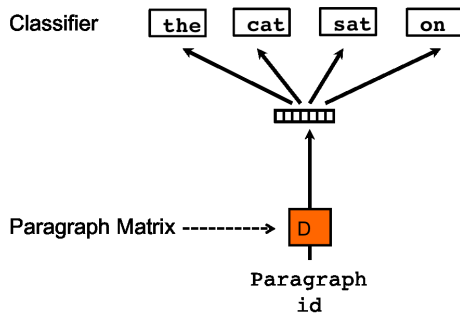 Classifier the cat sat on
Paragraph Matrix D
Paragraph
id